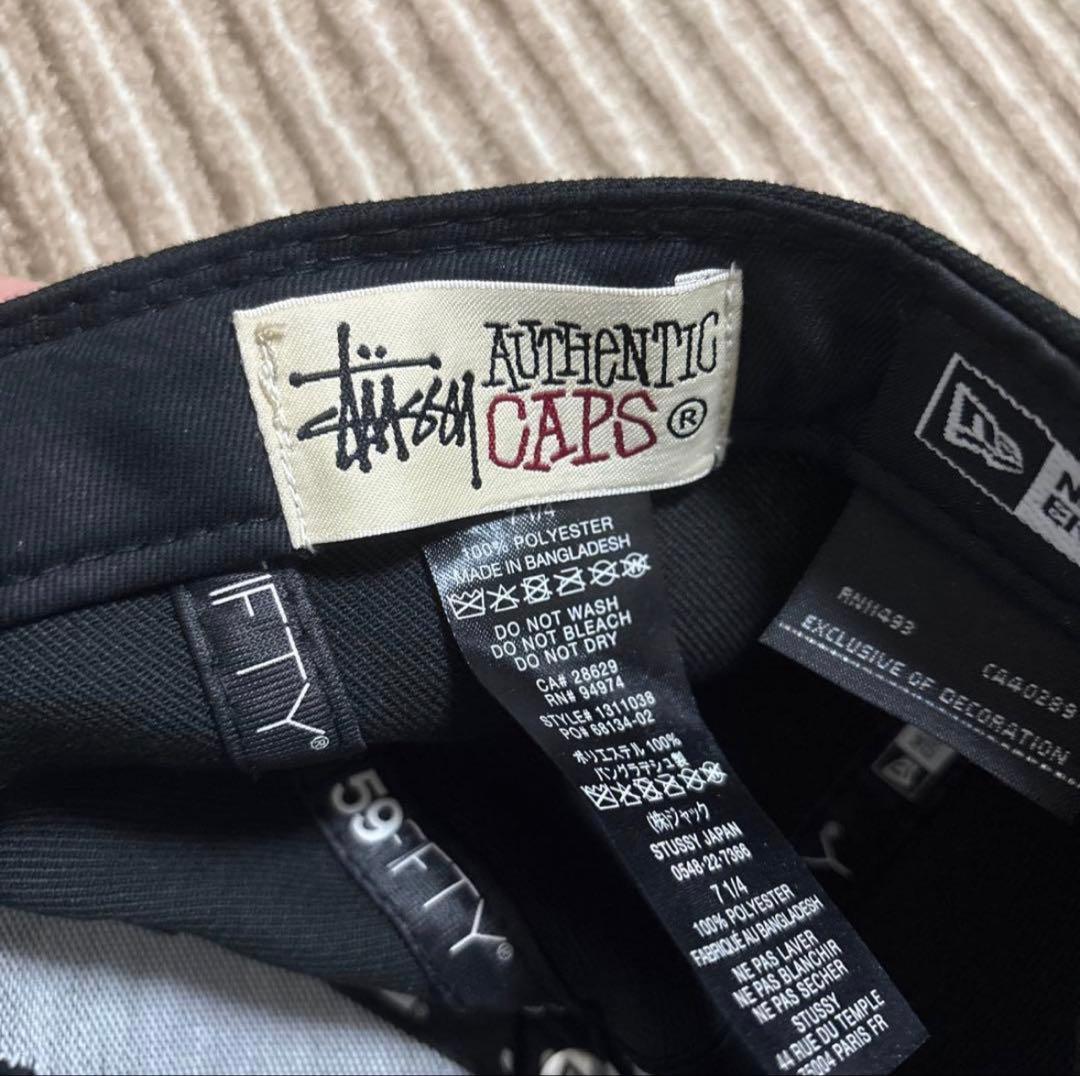 STÜSSY AUTHENTIC
CAPS ®
7 1/4
100% POLYESTER
MADE IN BANGLADESH
DO NOT WASH
DO NOT BLEACH
DO NOT DRY
CA# 28629
RN# 94974
STYLE# 1311038
PO# 68134-02
ポリエステル 100%
バングラデシュ製
(株)ジャック
STUSSY JAPAN
0548-22-7366
7 1/4
100% POLYESTER
FABRIQUÉ AU BANGLADESH
NE PAS LAVER
NE PAS BLANCHIR
NE PAS SÉCHER
STUSSY
44 RUE DU TEMPLE
75004 PARIS FR
IFTY®
59FIFTY®
RN11493
CA40289
EXCLUSIVE OF DECORATION